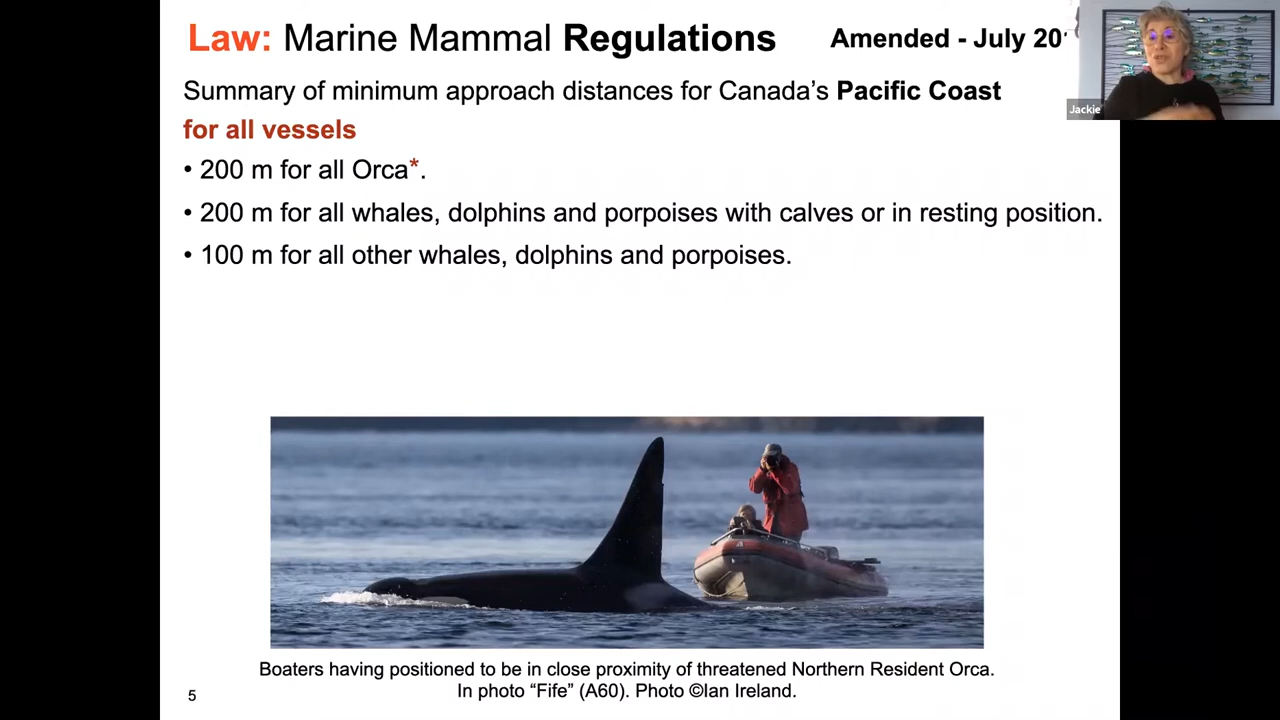 Law: Marine Mammal Regulations
Amended - July 20
Jackie
Summary of minimum approach distances for Canada's Pacific Coast
for all vessels
• 200 m for all Orca*.
• 200 m for all whales, dolphins and porpoises with calves or in resting position.
• 100 m for all other whales, dolphins and porpoises.
Boaters having positioned to be in close proximity of threatened Northern Resident Orca.
In photo “Fife” (A60). Photo ©Ian Ireland.
5